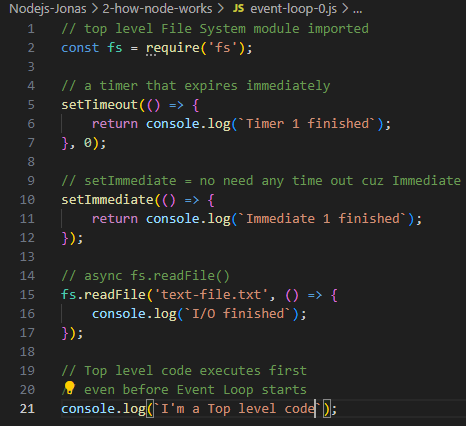 Nodejs-Jonas > 2-how-node-works > JS event-loop-0.js > ...
1 // top level File System module imported
2 const fs = require('fs');
3
4 // a timer that expires immediately
5 setTimeout(() => {
6 return console.log(`Timer 1 finished`);
7 }, 0);
8
9 // setImmediate = no need any time out cuz Immediate
10 setImmediate(() => {
11 return console.log(`Immediate 1 finished`);
12 });
13
14 // async fs.readFile()
15 fs.readFile('text-file.txt', () => {
16 console.log(`I/O finished`);
17 });
18
19 // Top level code executes first
20 / even before Event Loop starts
21 console.log(`I'm a Top level code`);